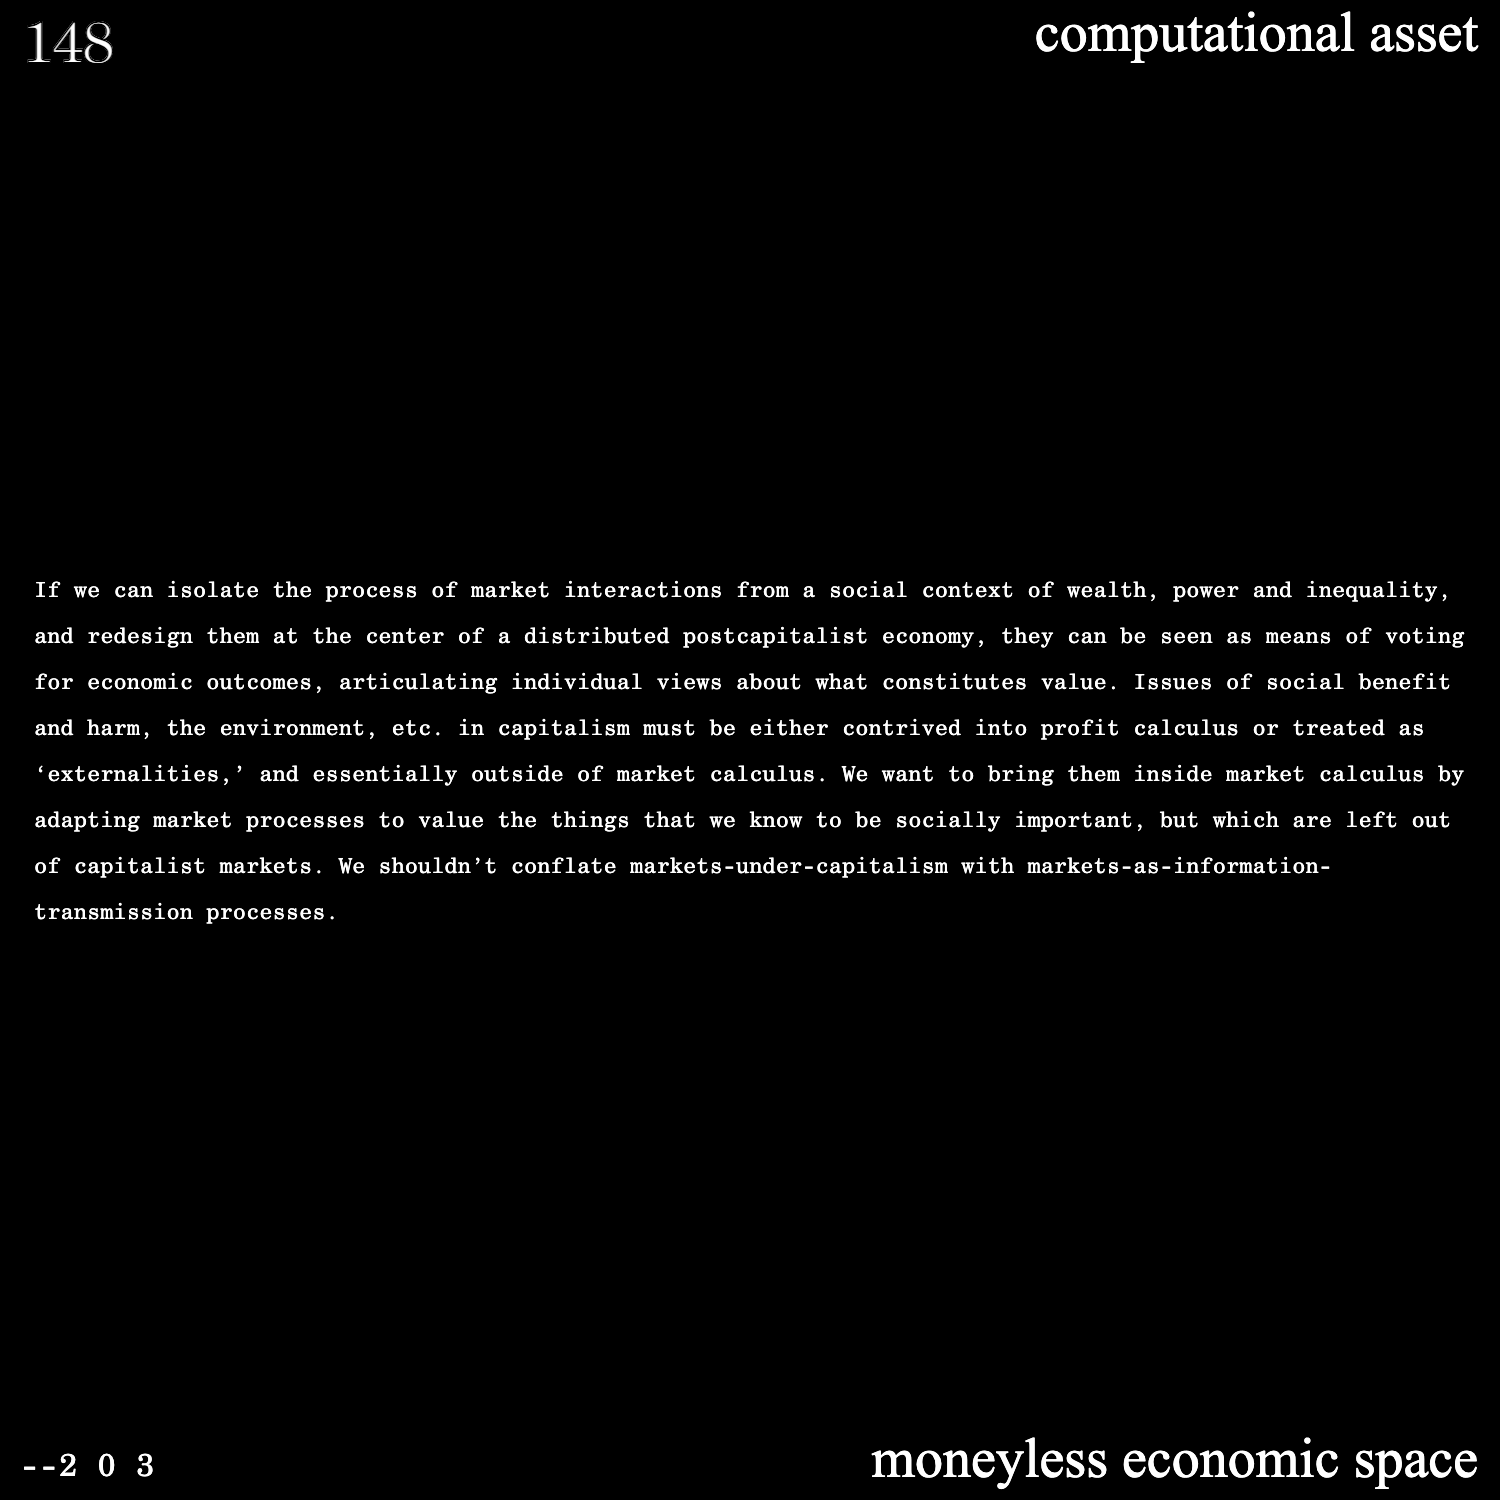 148
computational asset
If we can isolate the process of market interactions from a social context of wealth, power and inequality,
and redesign them at the center of a distributed postcapitalist economy, they can be seen as means of voting
for economic outcomes, articulating individual views about what constitutes value. Issues of social benefit
and harm, the environment, etc. in capitalism must be either contrived into profit calculus or treated as
‘externalities,’ and essentially outside of market calculus. We want to bring them inside market calculus by
adapting market processes to value the things that we know to be socially important, but which are left out
of capitalist markets. We shouldn’t conflate markets-under-capitalism with markets-as-information-
transmission processes.
--2 0 3
moneyless economic space